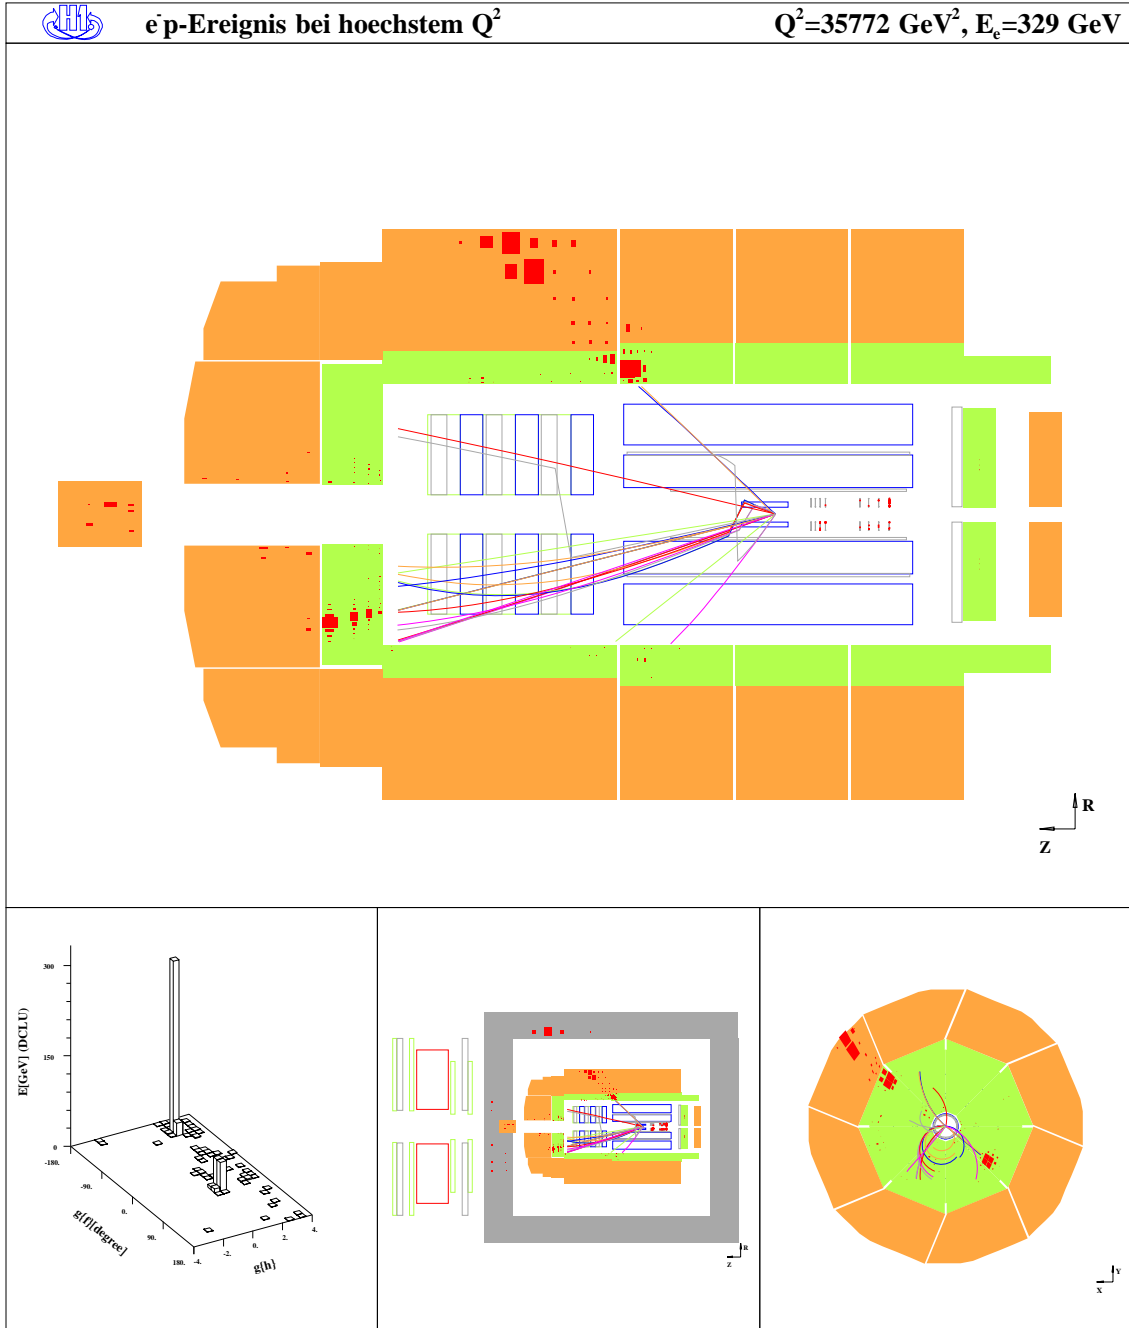 H1 e⁻p-Ereignis bei hoechstem Q² Q²=35772 GeV², Eₑ=329 GeV
R
Z
E[GeV] (DCLU)
300
150
0
-180.
-90.
0.
90.
180.
g{f}[degree]
-4.
-2.
0.
2.
4.
g{h}
R
Z
Y
X